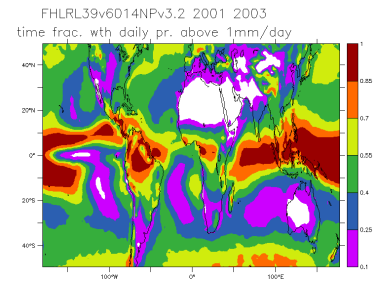 FHLRL39v6014NPv3.2 2001 2003
time frac. wth daily pr. above 1mm/day
40°N
20°N
0°
20°S
40°S
100°W
0°
100°E
1
0.85
0.7
0.55
0.4
0.25
0.1